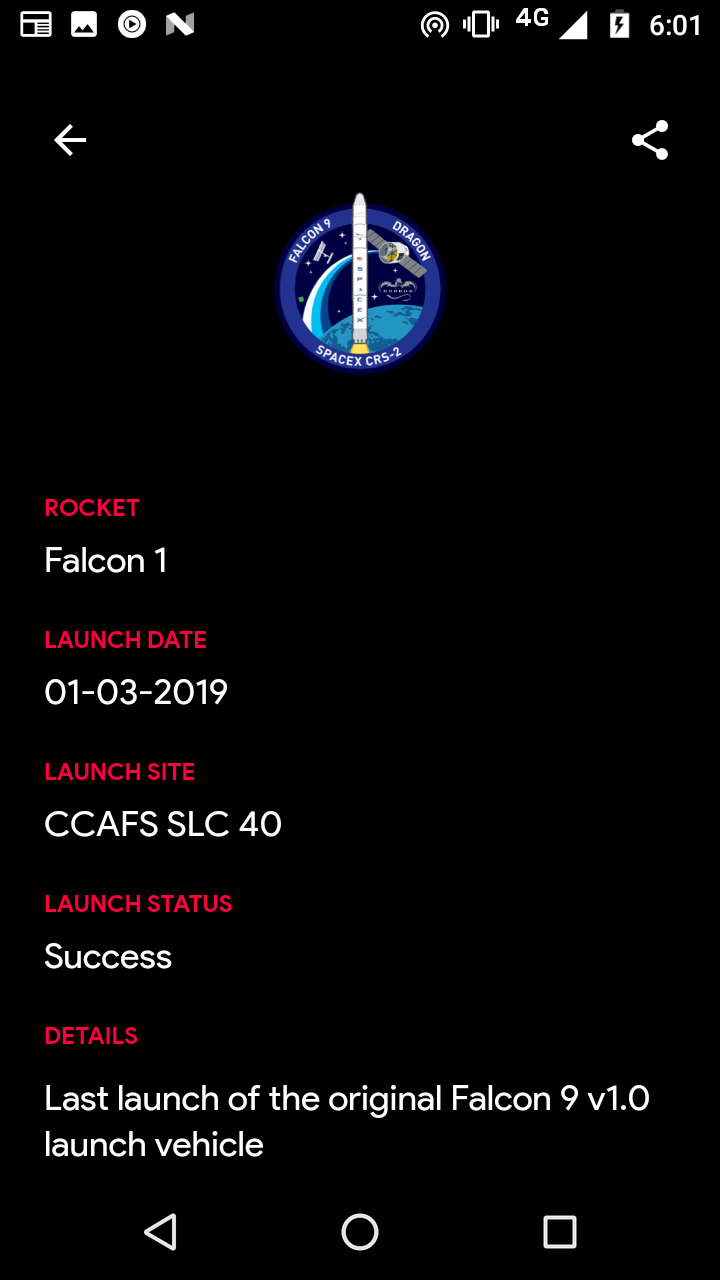 4G
6:01
FALCON 9
DRAGON
SPACEX
DRAGON
SPACEX CRS-2
ROCKET
Falcon 1
LAUNCH DATE
01-03-2019
LAUNCH SITE
CCAFS SLC 40
LAUNCH STATUS
Success
DETAILS
Last launch of the original Falcon 9 v1.0
launch vehicle